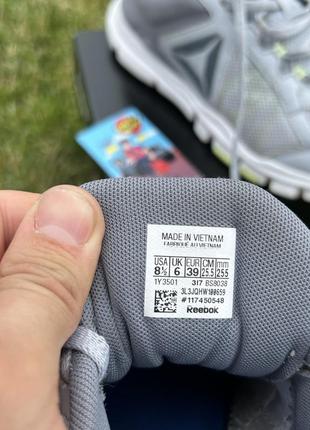 MADE IN VIETNAM
FABRIQUÉ AU VIETNAM
USA UK EUR CM mm
8½ 6 39 25.5 255
1Y3501 317 BS8038
3L3JQHW100659
#117450548
Reebok